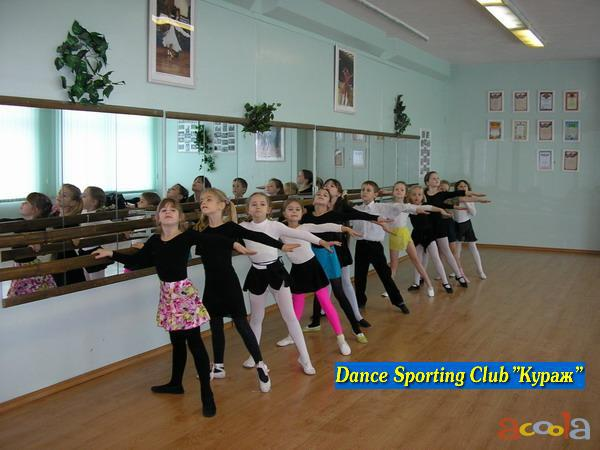 Dance Sporting Club "Кураж"
acoola